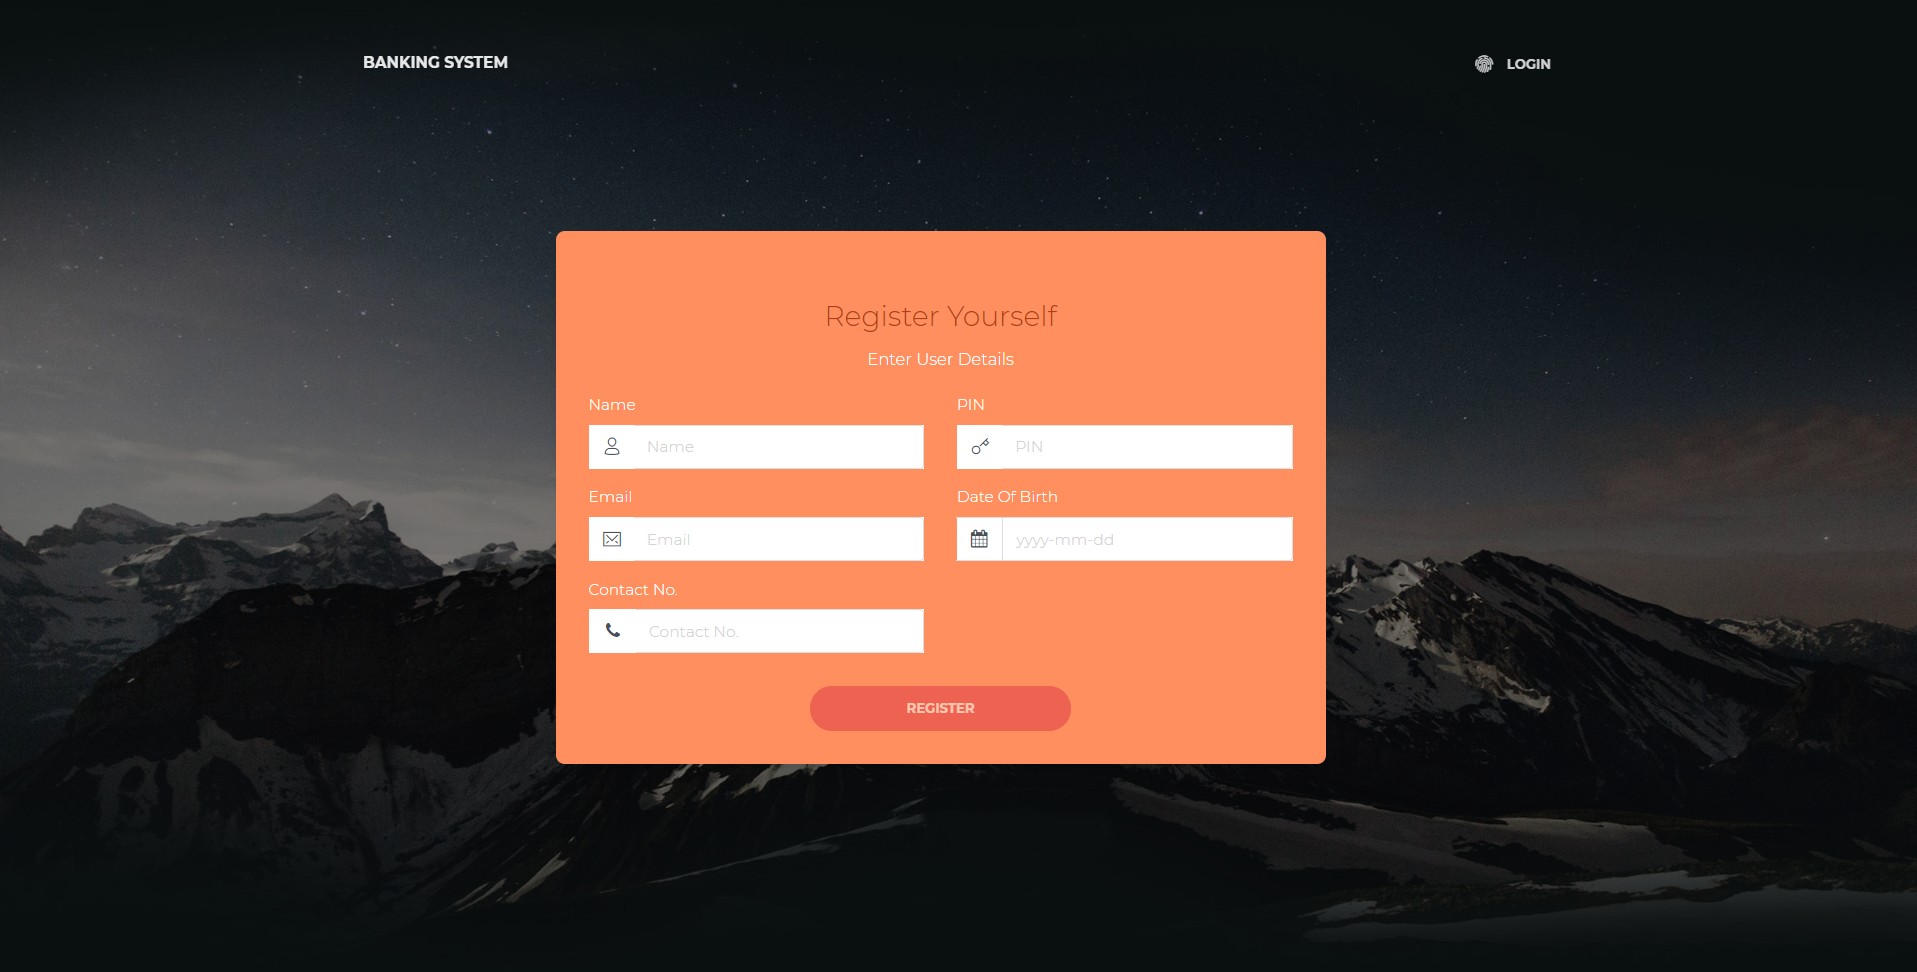 BANKING SYSTEM
LOGIN
Register Yourself
Enter User Details
Name
PIN
Name
PIN
Email
Date Of Birth
Email
yyyy-mm-dd
Contact No.
Contact No.
REGISTER